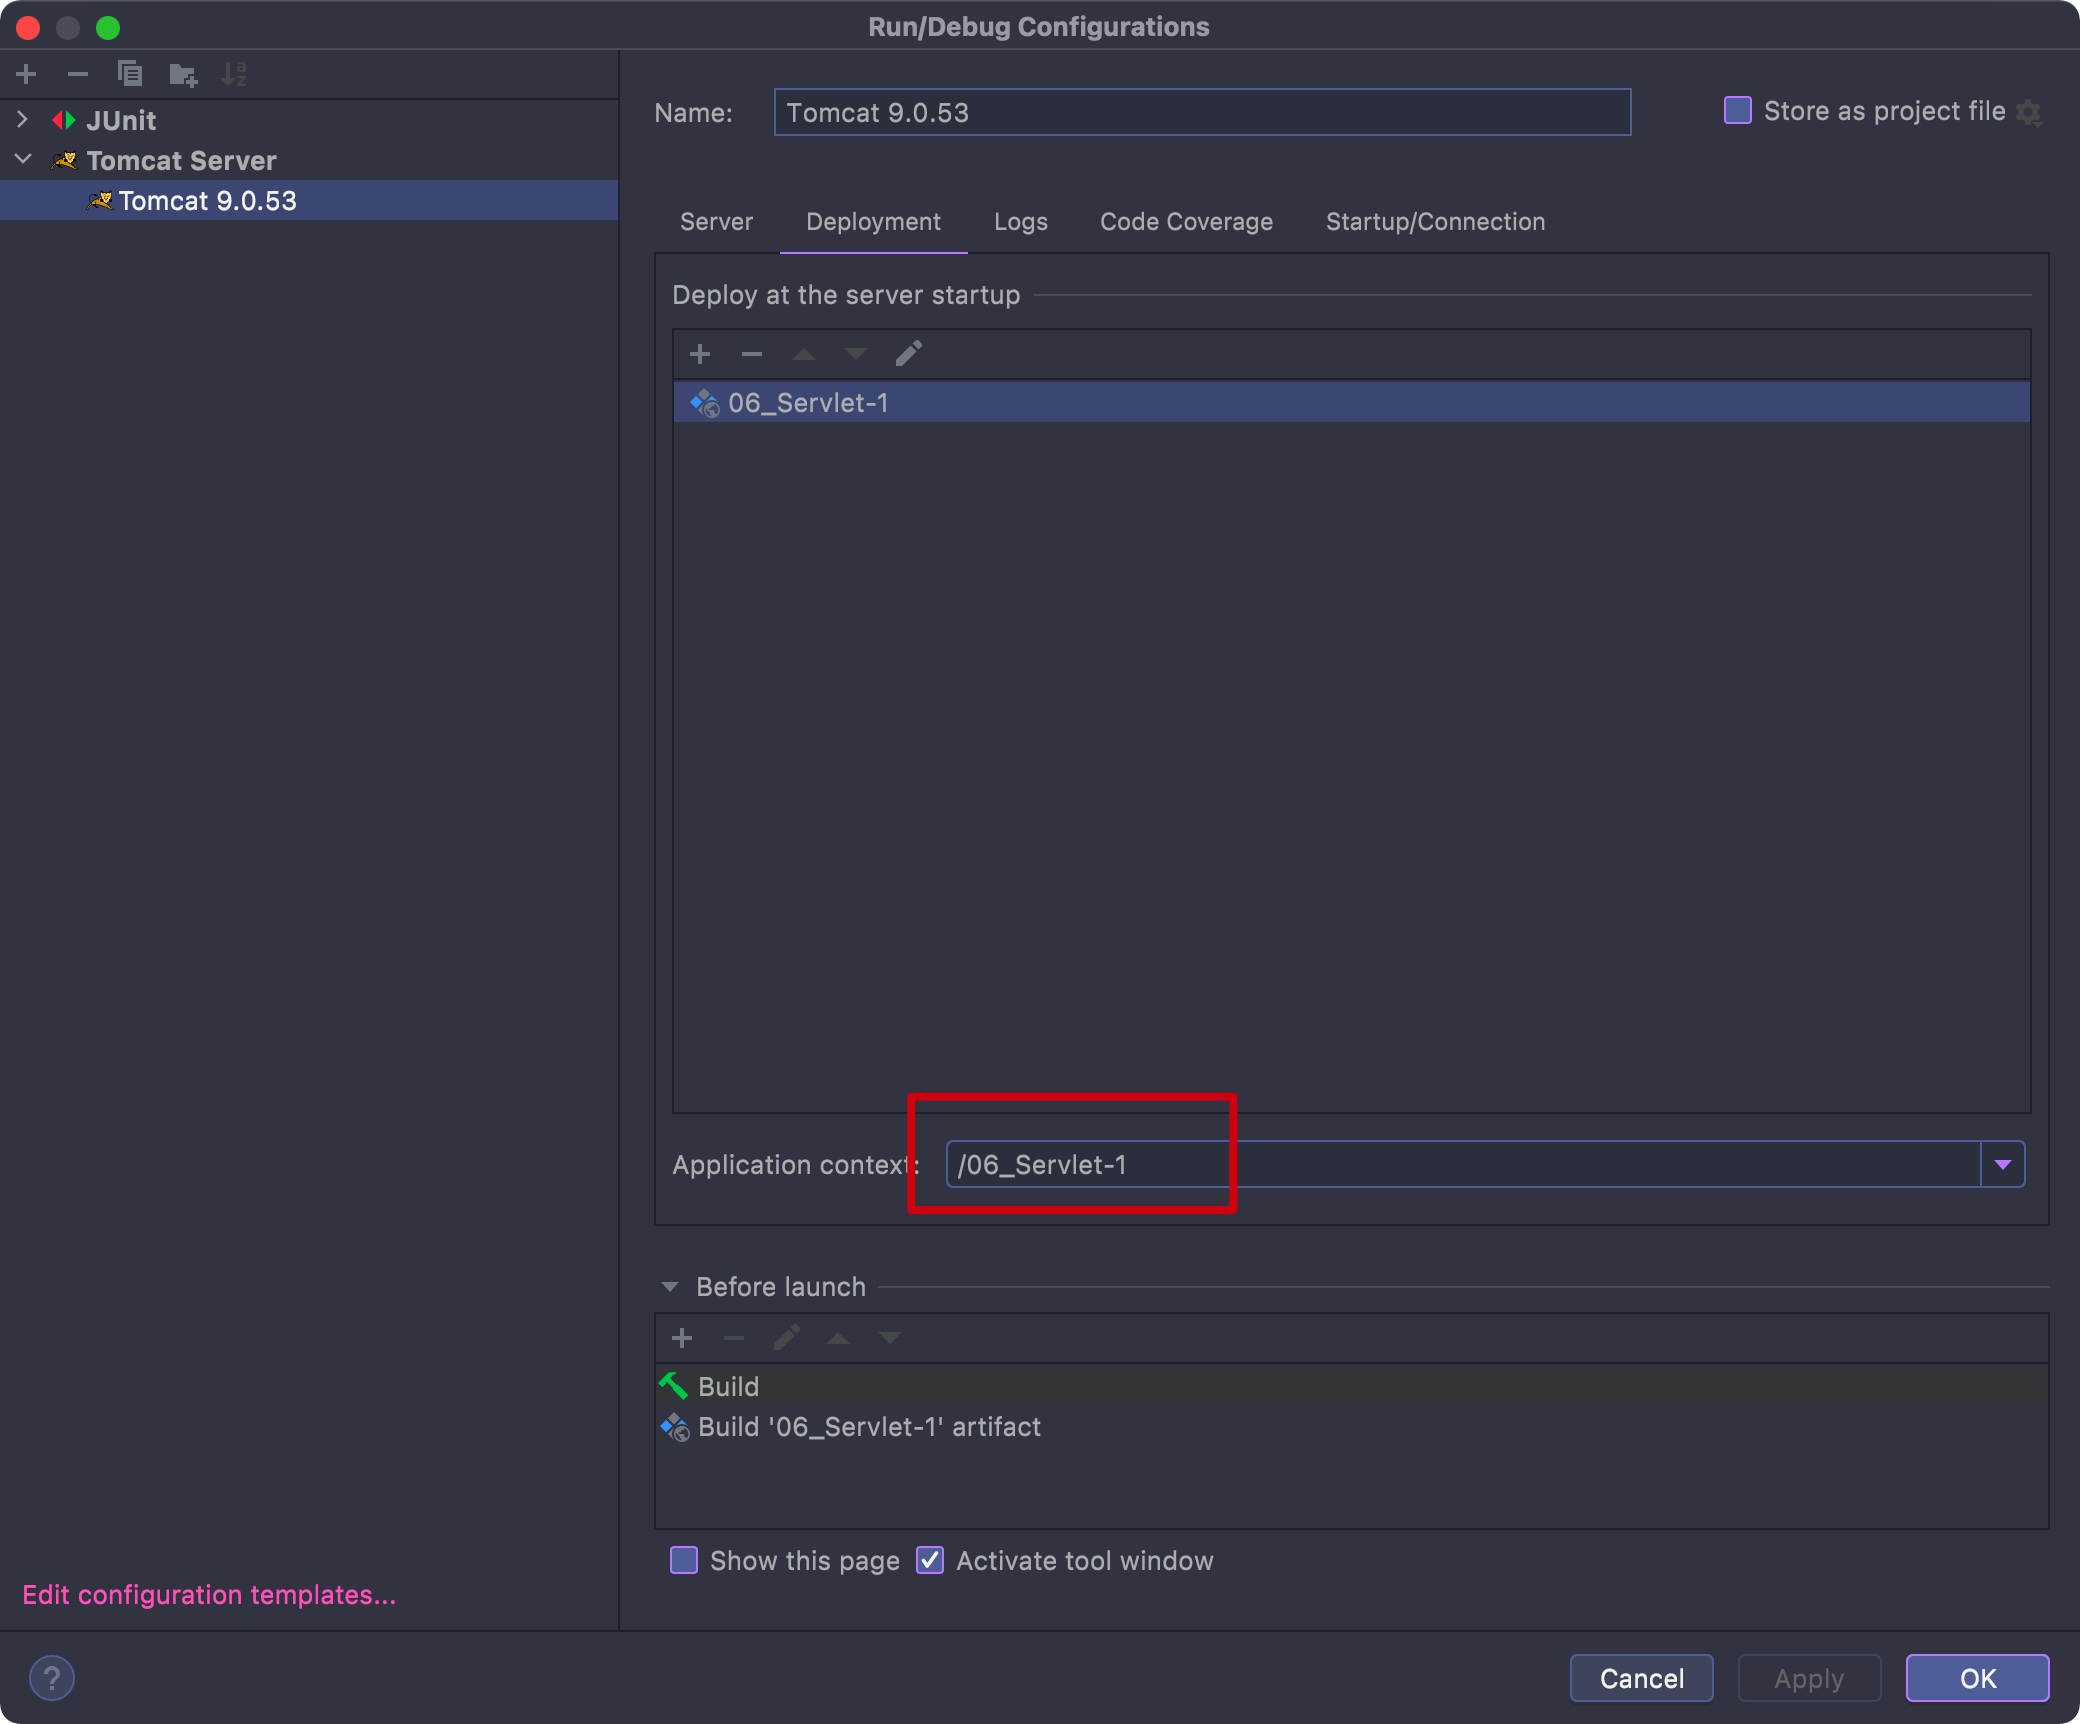 Run/Debug Configurations
JUnit
Tomcat Server
Tomcat 9.0.53
Edit configuration templates...
Name: Tomcat 9.0.53
Store as project file
Server Deployment Logs Code Coverage Startup/Connection
Deploy at the server startup
06_Servlet-1
Application context: /06_Servlet-1
Before launch
Build
Build '06_Servlet-1' artifact
Show this page Activate tool window
? Cancel Apply OK